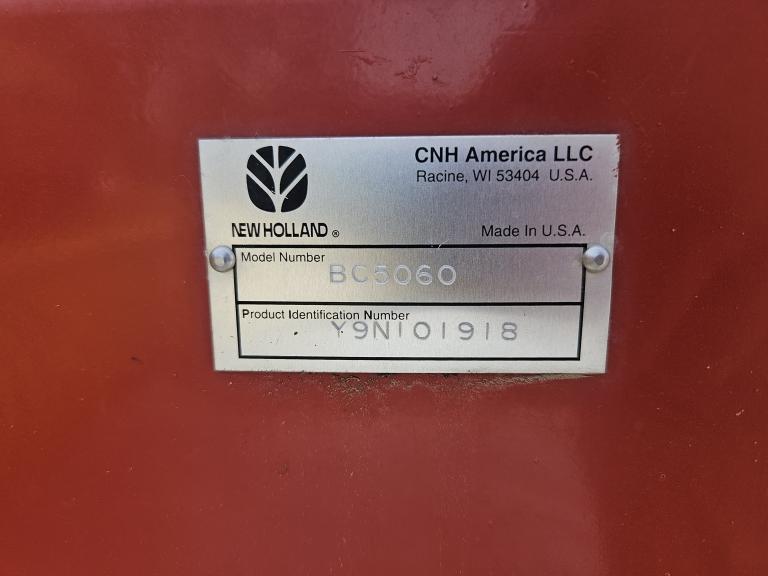 CNH America LLC
Racine, WI 53404 U.S.A.
NEW HOLLAND ®
Made In U.S.A.
Model Number
BC5060
Product Identification Number
Y9N101918